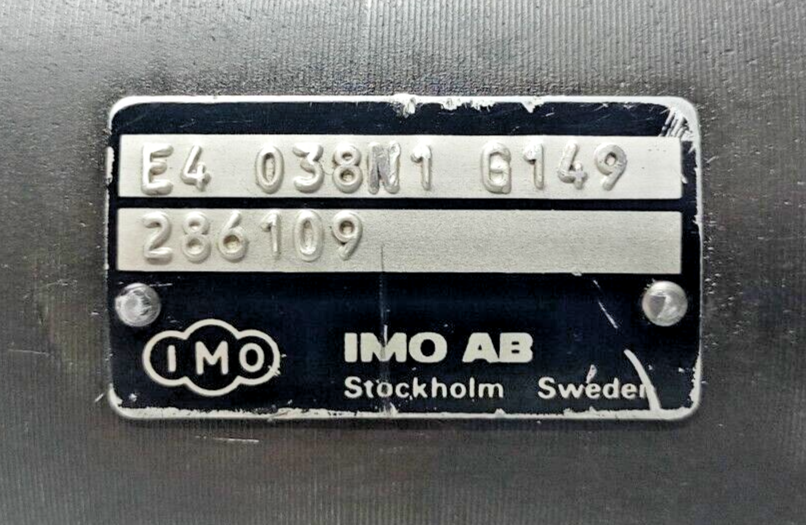 E4 038N1 G149
286109
IMO
IMO AB
Stockholm Sweden